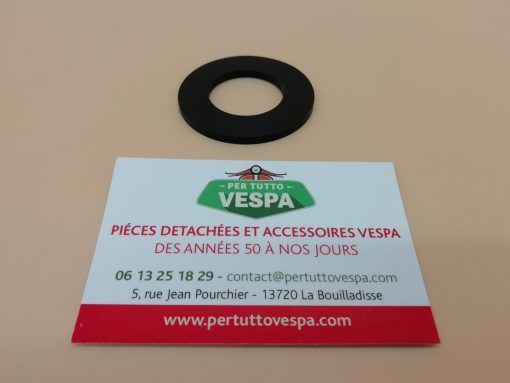 PER TUTTO
VESPA
PIÉCES DETACHÉES ET ACCESSOIRES VESPA
DES ANNÉES 50 À NOS JOURS
06 13 25 18 29 - contact@pertuttovespa.com
5, rue Jean Pourchier - 13720 La Bouilladisse
www.pertuttovespa.com